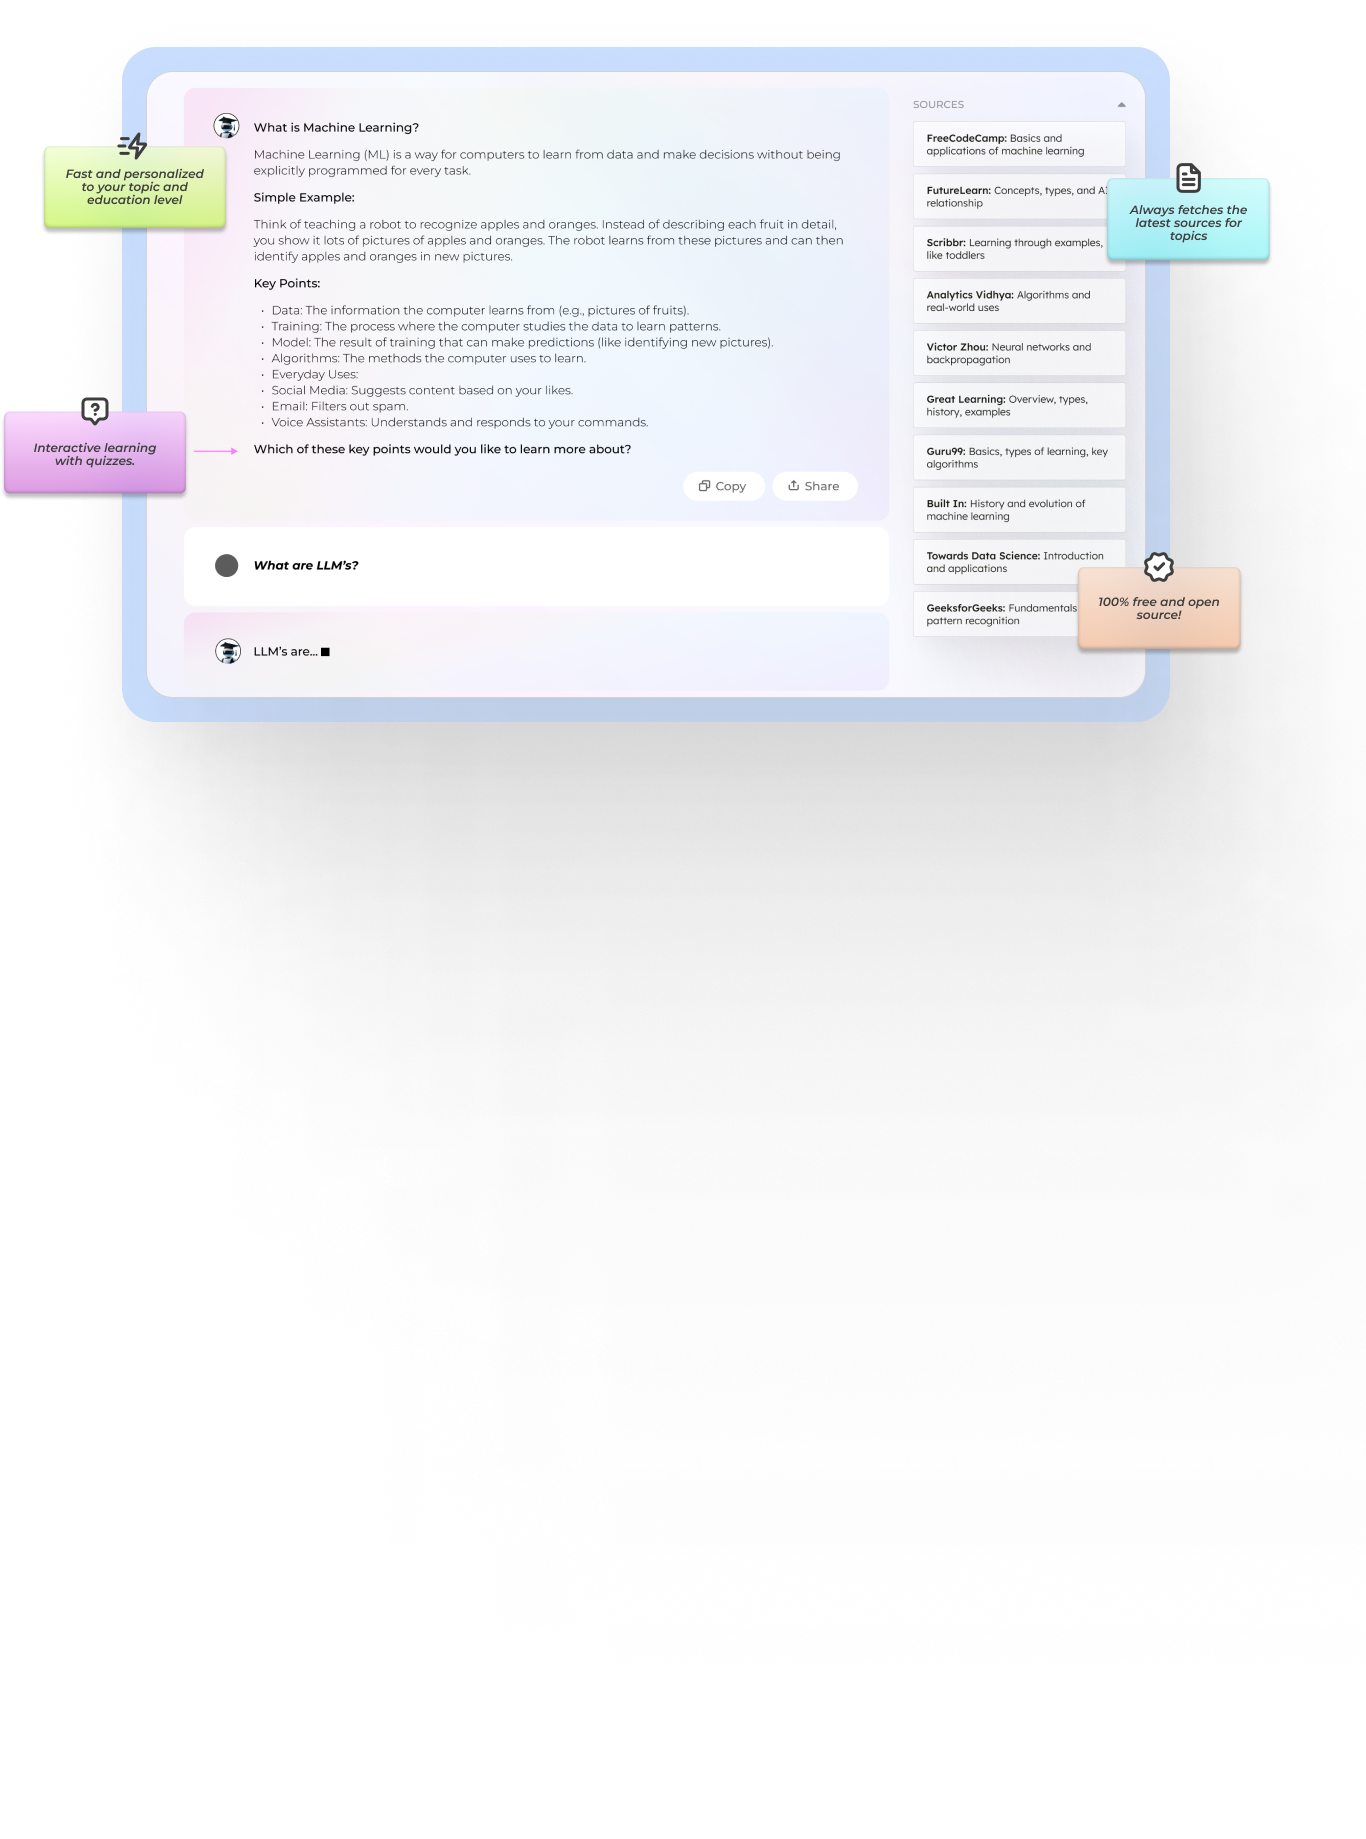 What is Machine Learning?
Machine Learning (ML) is a way for computers to learn from data and make decisions without being
explicitly programmed for every task.
Simple Example:
Think of teaching a robot to recognize apples and oranges. Instead of describing each fruit in detail,
you show it lots of pictures of apples and oranges. The robot learns from these pictures and can then
identify apples and oranges in new pictures.
Key Points:
• Data: The information the computer learns from (e.g., pictures of fruits).
• Training: The process where the computer studies the data to learn patterns.
• Model: The result of training that can make predictions (like identifying new pictures).
• Algorithms: The methods the computer uses to learn.
• Everyday Uses:
• Social Media: Suggests content based on your likes.
• Email: Filters out spam.
• Voice Assistants: Understands and responds to your commands.
Which of these key points would you like to learn more about?
Copy
Share
What are LLM’s?
LLM’s are...
SOURCES
FreeCodeCamp: Basics and
applications of machine learning
FutureLearn: Concepts, types, and
relationship
Scribbr: Learning through examples,
like toddlers
Analytics Vidhya: Algorithms and
real-world uses
Victor Zhou: Neural networks and
backpropagation
Great Learning: Overview, types,
history, examples
Guru99: Basics, types of learning, key
algorithms
Built In: History and evolution of
machine learning
Towards Data Science: Introduction
and applications
GeeksforGeeks: Fundamentals
pattern recognition
Fast and personalized
to your topic and
education level
Interactive learning
with quizzes.
Always fetches the
latest sources for
topics
100% free and open
source!